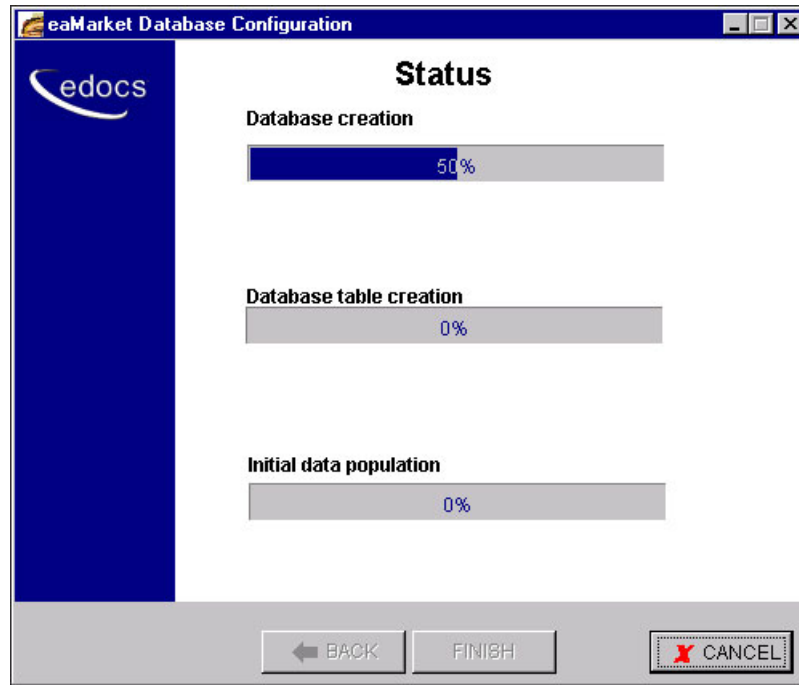 eaMarket Database Configuration
edocs
Status
Database creation
50%
Database table creation
0%
Initial data population
0%
BACK FINISH CANCEL